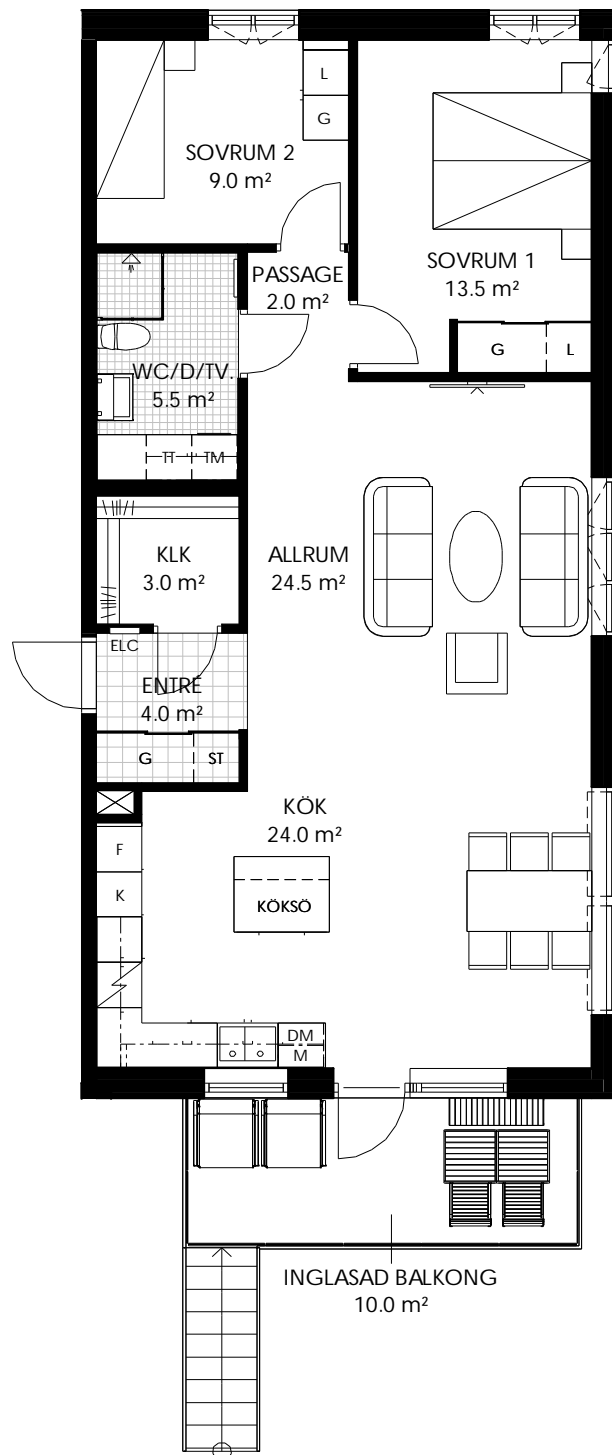 L
G
SOVRUM 2
9.0 m²
SOVRUM 1
13.5 m²
PASSAGE
2.0 m²
G
L
WC/D/TV.
5.5 m²
TT
TM
KLK
3.0 m²
ALLRUM
24.5 m²
ELC
ENTRÉ
4.0 m²
G
ST
KÖK
24.0 m²
F
K
KÖKSÖ
DM
M
INGLASAD BALKONG
10.0 m²